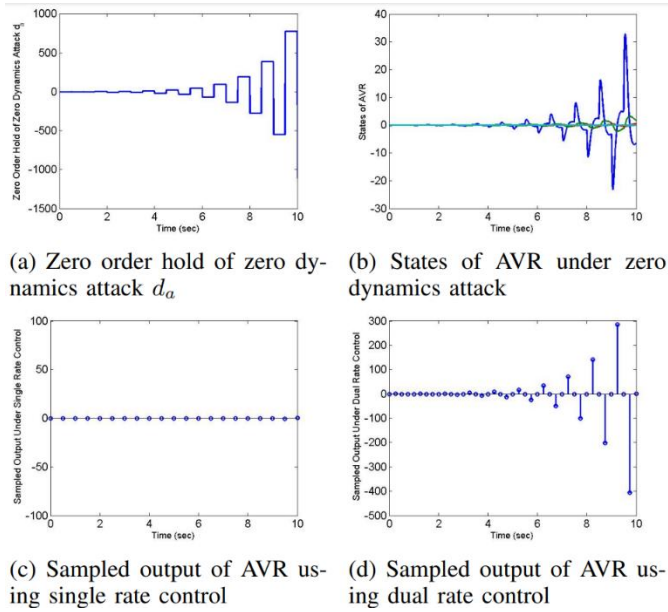 1000
500
0
-500
-1000
-1500
0 2 4 6 8 10
Time (sec)
Zero Order Hold of Zero Dynamics Attack d
40
30
20
10
0
-10
-20
-30
0 2 4 6 8 10
Time (sec)
States of AVR
(a) Zero order hold of zero dy-
namics attack dₐ
(b) States of AVR under zero
dynamics attack
100
50
0
-50
-100
0 2 4 6 8 10
Time (sec)
Sampled Output Under Single Rate Control
300
200
100
0
-100
-200
-300
-400
-500
0 2 4 6 8 10
Time (sec)
Sampled Output Under Dual Rate Control
(c) Sampled output of AVR us-
ing single rate control
(d) Sampled output of AVR us-
ing dual rate control